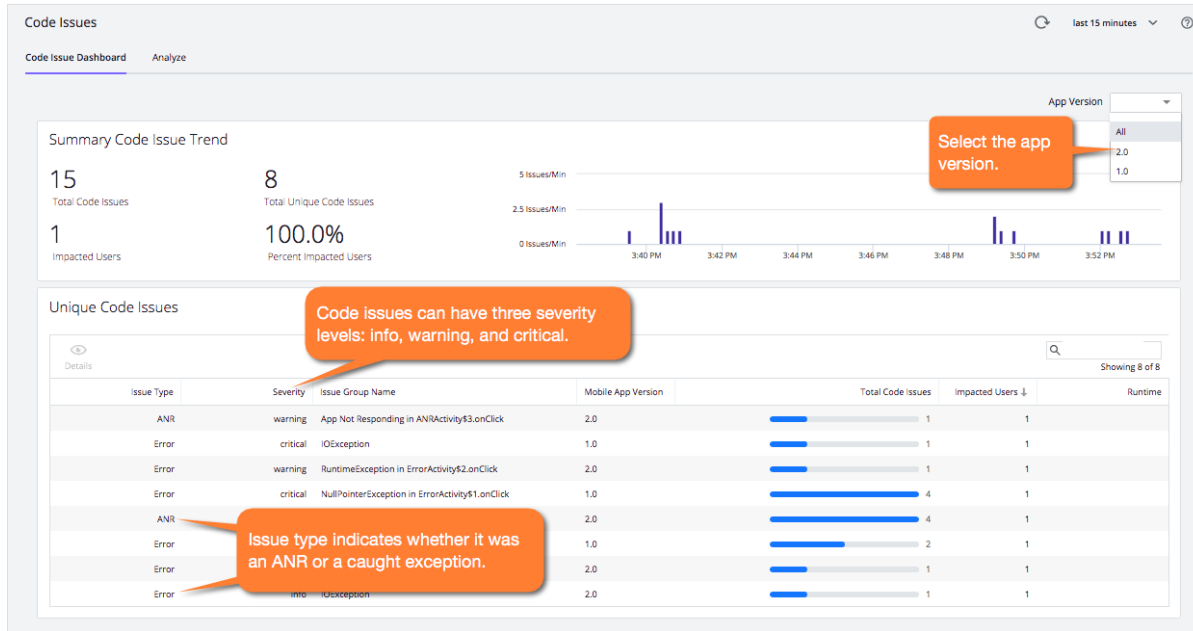 Code Issues
last 15 minutes
Code Issue Dashboard Analyze
App Version
All
2.0
1.0
Select the app
version.
Summary Code Issue Trend
15 8
Total Code Issues Total Unique Code Issues
1 100.0%
Impacted Users Percent Impacted Users
5 Issues/Min
2.5 Issues/Min
0 Issues/Min
3:40 PM 3:42 PM 3:44 PM 3:46 PM 3:48 PM 3:50 PM 3:52 PM
Unique Code Issues
Code issues can have three severity
levels: info, warning, and critical.
Details
Showing 8 of 8
Issue Type Severity Issue Group Name Mobile App Version Total Code Issues Impacted Users ↓ Runtime
ANR warning App Not Responding in ANRActivity$3.onClick 2.0 1 1
Error critical IOException 1.0 1 1
Error warning RuntimeException in ErrorActivity$2.onClick 2.0 1 1
Error critical NullPointerException in ErrorActivity$1.onClick 1.0 4 1
ANR 2.0 4 1
Error 1.0 2 1
Error 2.0 1 1
Error info IOException 2.0 1 1
Issue type indicates whether it was
an ANR or a caught exception.